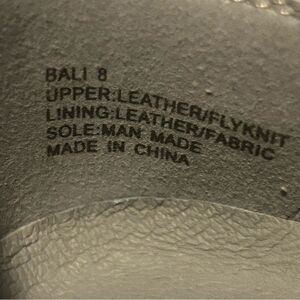 BALI 8
UPPER:LEATHER/FLYKNIT
LINING:LEATHER/FABRIC
SOLE:MAN MADE
MADE IN CHINA